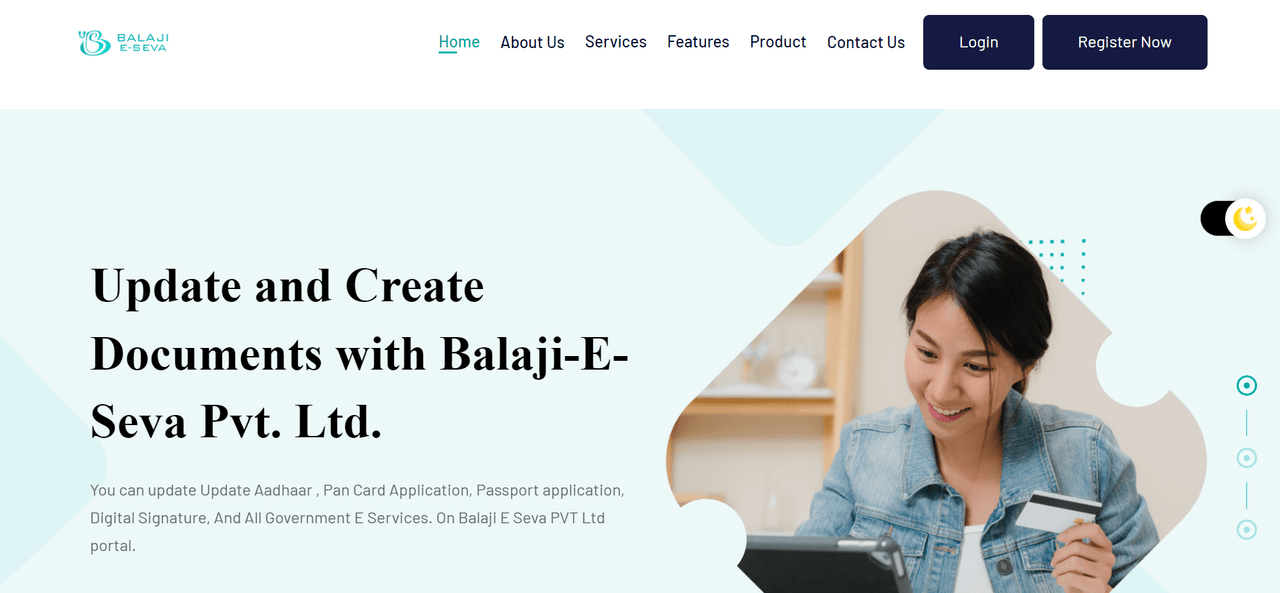 BALAJI
E-SEVA
Home About Us Services Features Product Contact Us Login Register Now
Update and Create
Documents with Balaji-E-
Seva Pvt. Ltd.
You can update Update Aadhaar , Pan Card Application, Passport application,
Digital Signature, And All Government E Services. On Balaji E Seva PVT Ltd
portal.